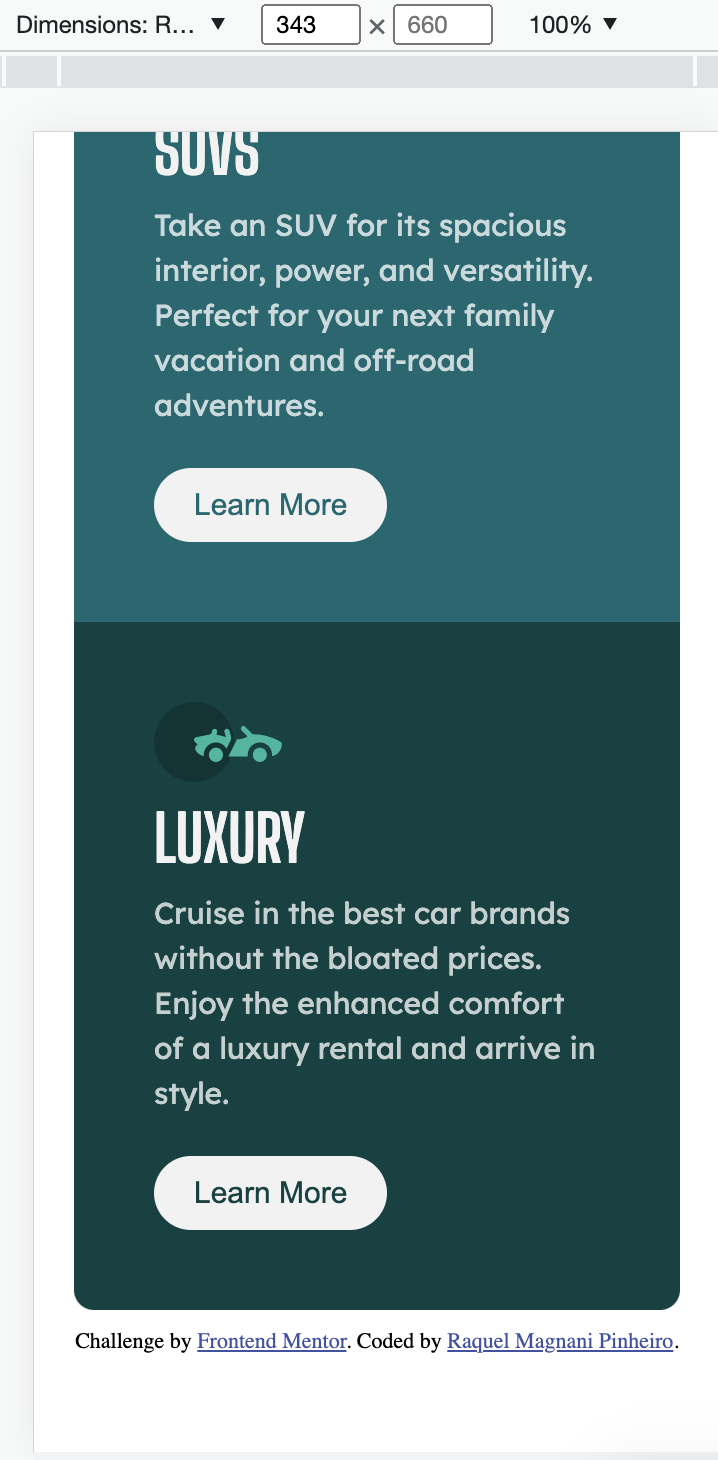 Dimensions: R... ▼ 343 × 660 100% ▼
SUVS
Take an SUV for its spacious
interior, power, and versatility.
Perfect for your next family
vacation and off-road
adventures.
Learn More
LUXURY
Cruise in the best car brands
without the bloated prices.
Enjoy the enhanced comfort
of a luxury rental and arrive in
style.
Learn More
Challenge by Frontend Mentor. Coded by Raquel Magnani Pinheiro.